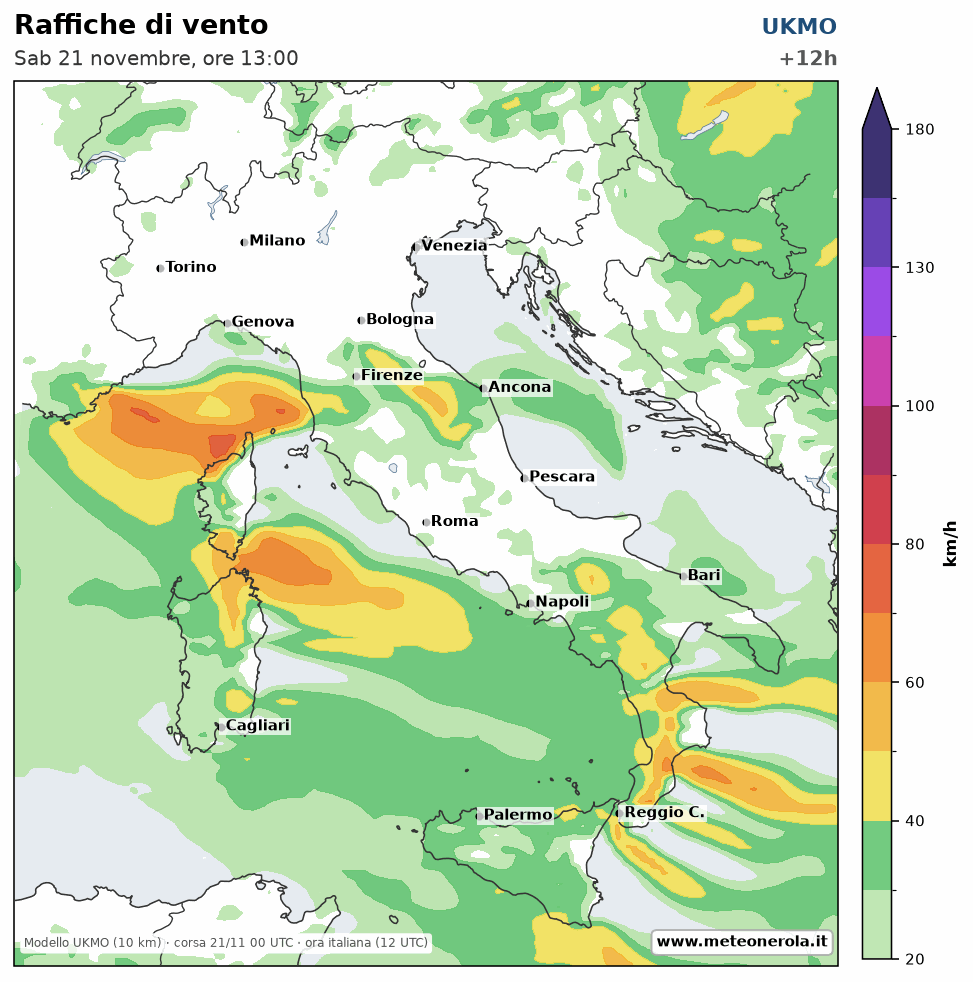 Raffiche di vento
UKMO
Sab 21 novembre, ore 13:00
+12h
180
Milano
Venezia
Torino
130
Genova
Bologna
Firenze
Ancona
100
Pescara
Roma
km/h
80
Bari
Napoli
60
Cagliari
Palermo
Reggio C.
40
Modello UKMO (10 km) · corsa 21/11 00 UTC · ora italiana (12 UTC)
www.meteonerola.it
20